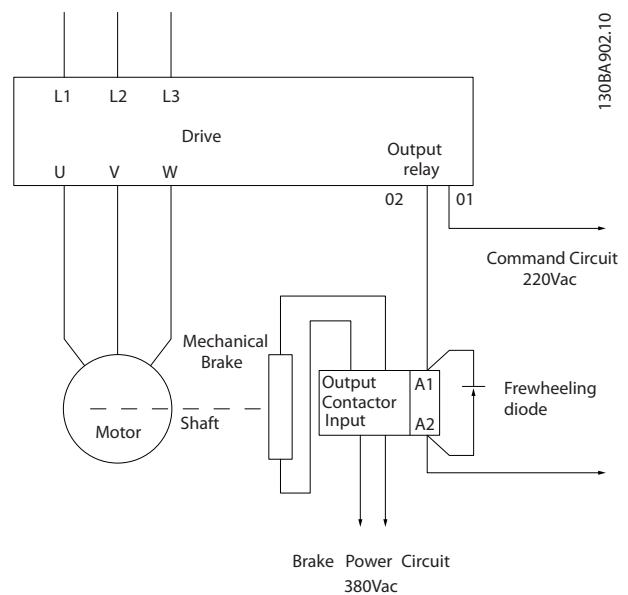 130BA902.10
L1 L2 L3
Drive
Output
relay
U V W
02 01
Command Circuit
220Vac
Mechanical
Brake
Output
Contactor
Input
A1
A2
Frewheeling
diode
Motor
Shaft
Brake Power Circuit
380Vac